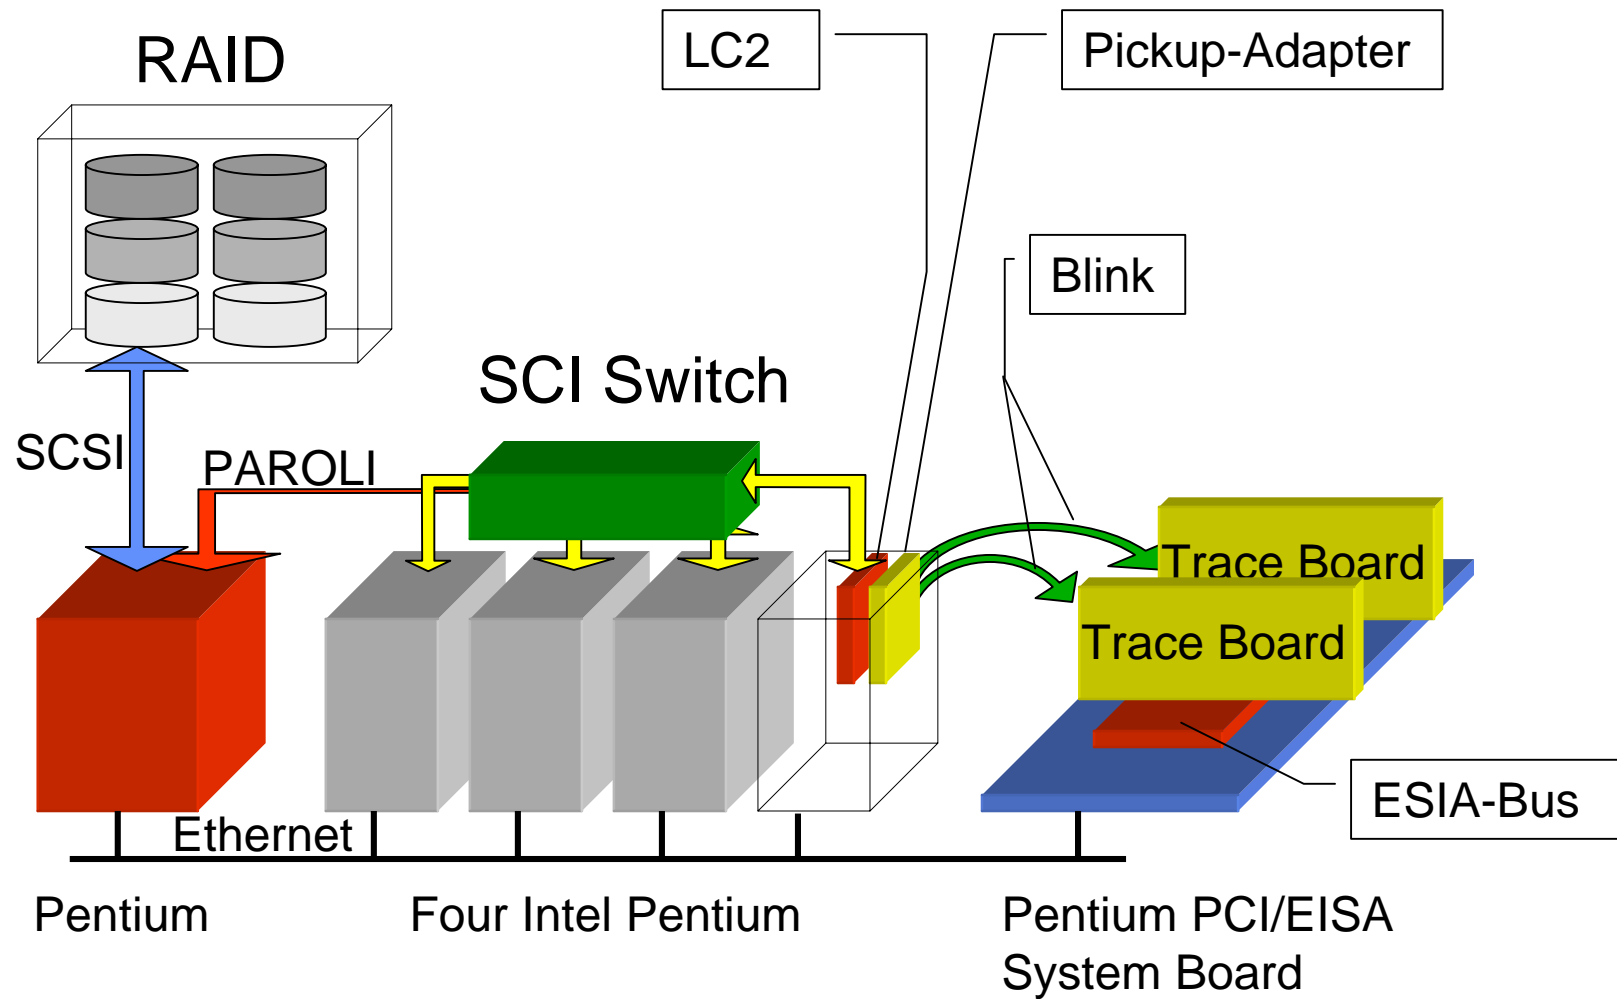 LC2
Pickup-Adapter
RAID
Blink
SCI Switch
SCSI
PAROLI
Trace Board
Trace Board
ESIA-Bus
Ethernet
Pentium
Four Intel Pentium
Pentium PCI/EISA
System Board